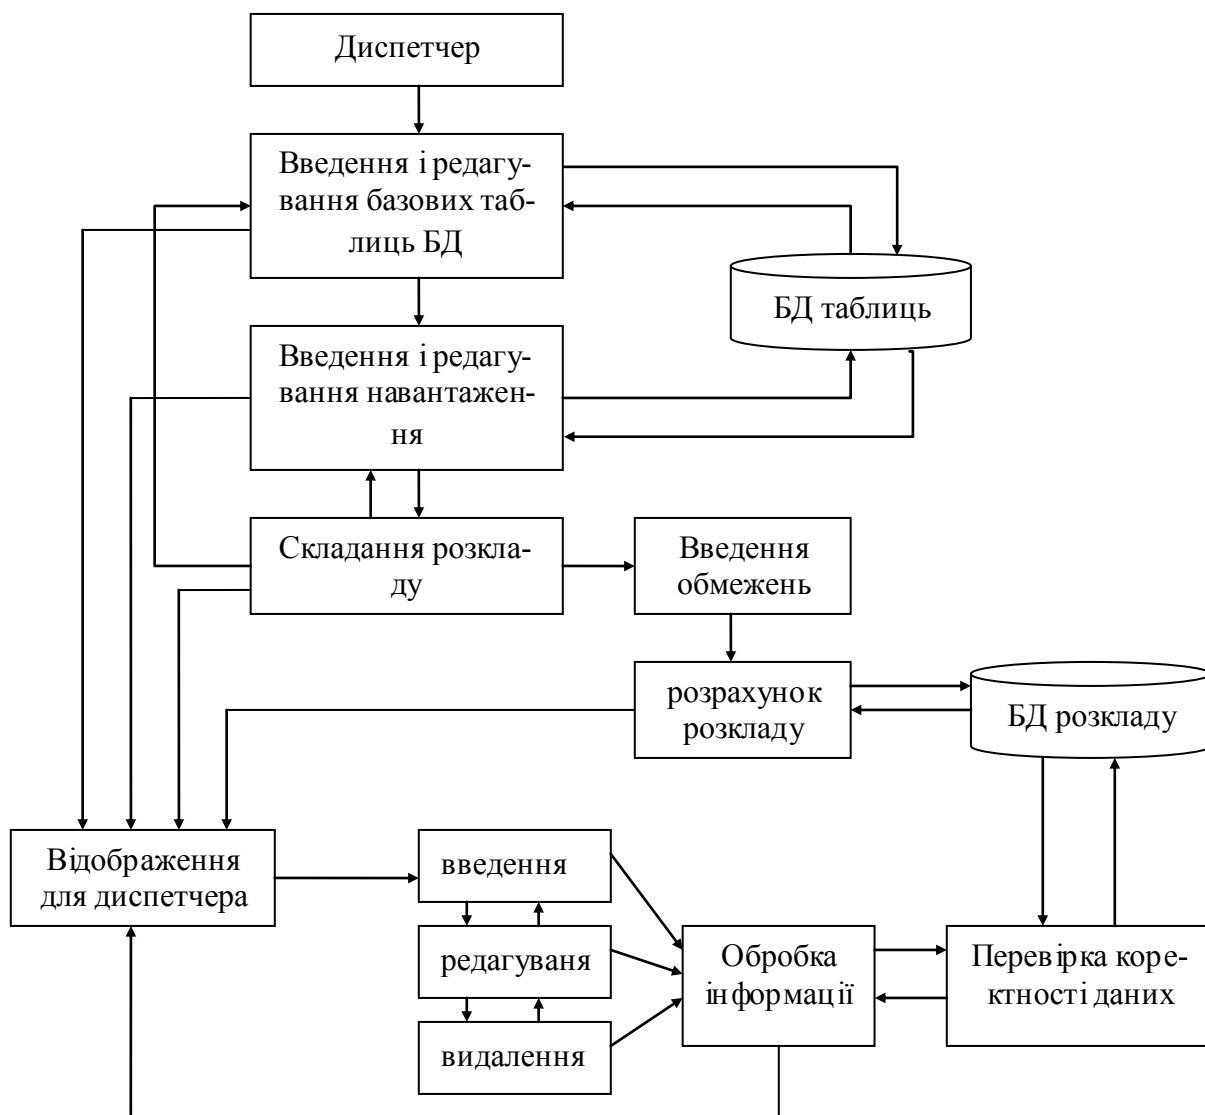 Диспетчер
Введення і редагу-
вання базових таб-
лиць БД
БД таблиць
Введення і редагу-
вання навантажен-
ня
Складання розкла-
ду
Введення
обмежень
розрахунок
розкладу
БД розкладу
Відображення
для диспетчера
введення
редагуваня
видалення
Обробка
інформації
Перевірка коре-
ктності даних